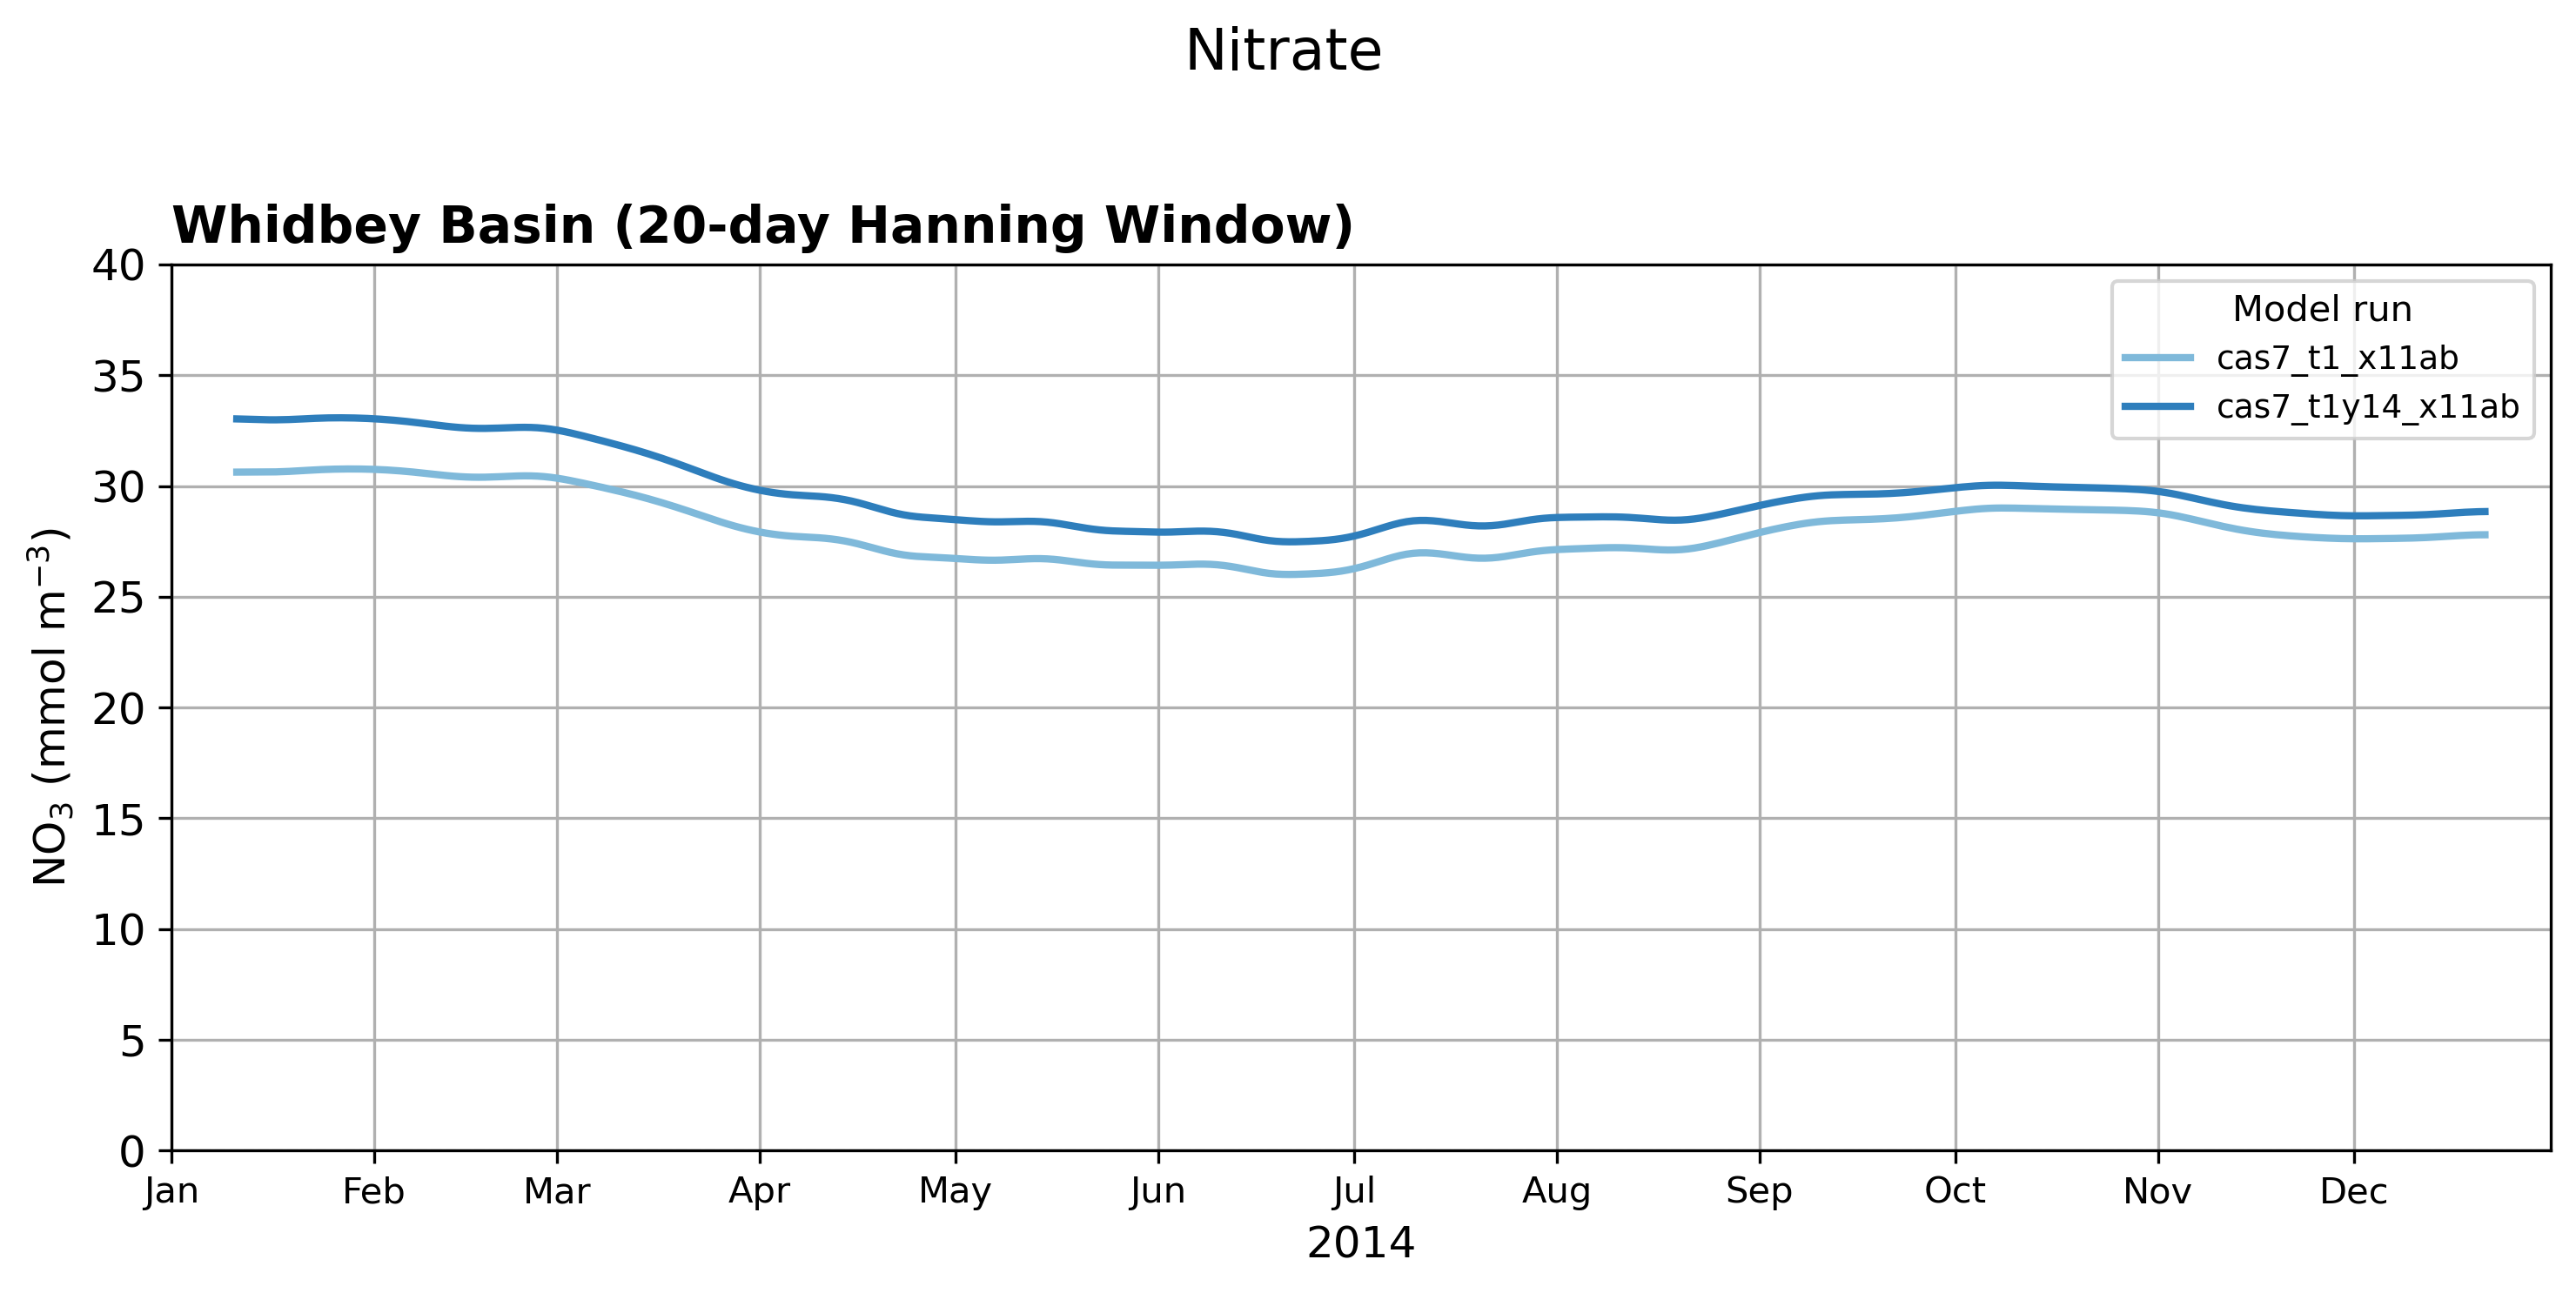 Nitrate
Whidbey Basin (20-day Hanning Window)
NO₃ (mmol m⁻³)
40
35
30
25
20
15
10
5
0
Model run
cas7_t1_x11ab
cas7_t1y14_x11ab
Jan Feb Mar Apr May Jun Jul Aug Sep Oct Nov Dec
2014